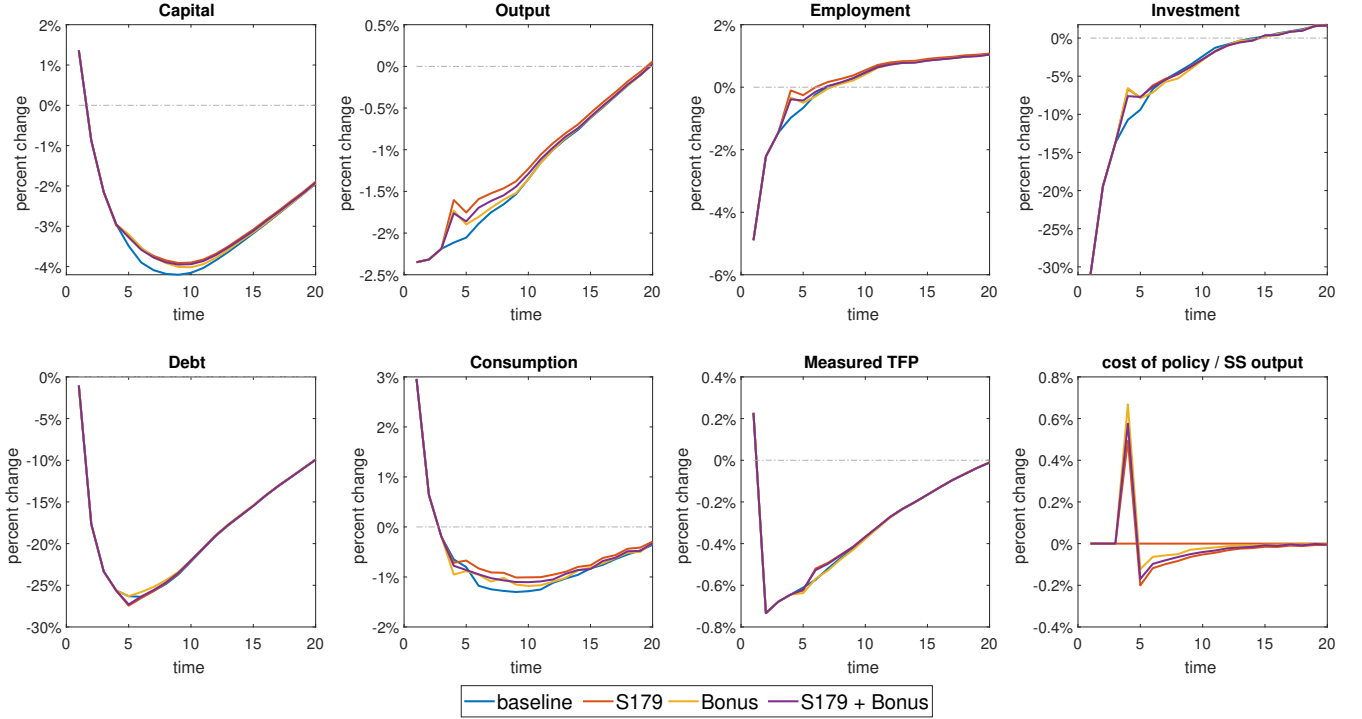 Capital
2%
1%
0%
-1%
-2%
-3%
-4%
percent change
0 5 10 15 20
time
Output
0.5%
0%
-0.5%
-1%
-1.5%
-2%
-2.5%
percent change
0 5 10 15 20
time
Employment
2%
0%
-2%
-4%
-6%
percent change
0 5 10 15 20
time
Investment
0%
-5%
-10%
-15%
-20%
-25%
-30%
percent change
0 5 10 15 20
time
Debt
0%
-5%
-10%
-15%
-20%
-25%
-30%
percent change
0 5 10 15 20
time
Consumption
3%
2%
1%
0%
-1%
-2%
percent change
0 5 10 15 20
time
Measured TFP
0.4%
0.2%
0%
-0.2%
-0.4%
-0.6%
-0.8%
percent change
0 5 10 15 20
time
cost of policy / SS output
0.8%
0.6%
0.4%
0.2%
0.0%
-0.2%
-0.4%
percent change
0 5 10 15 20
time
baseline S179 Bonus S179 + Bonus